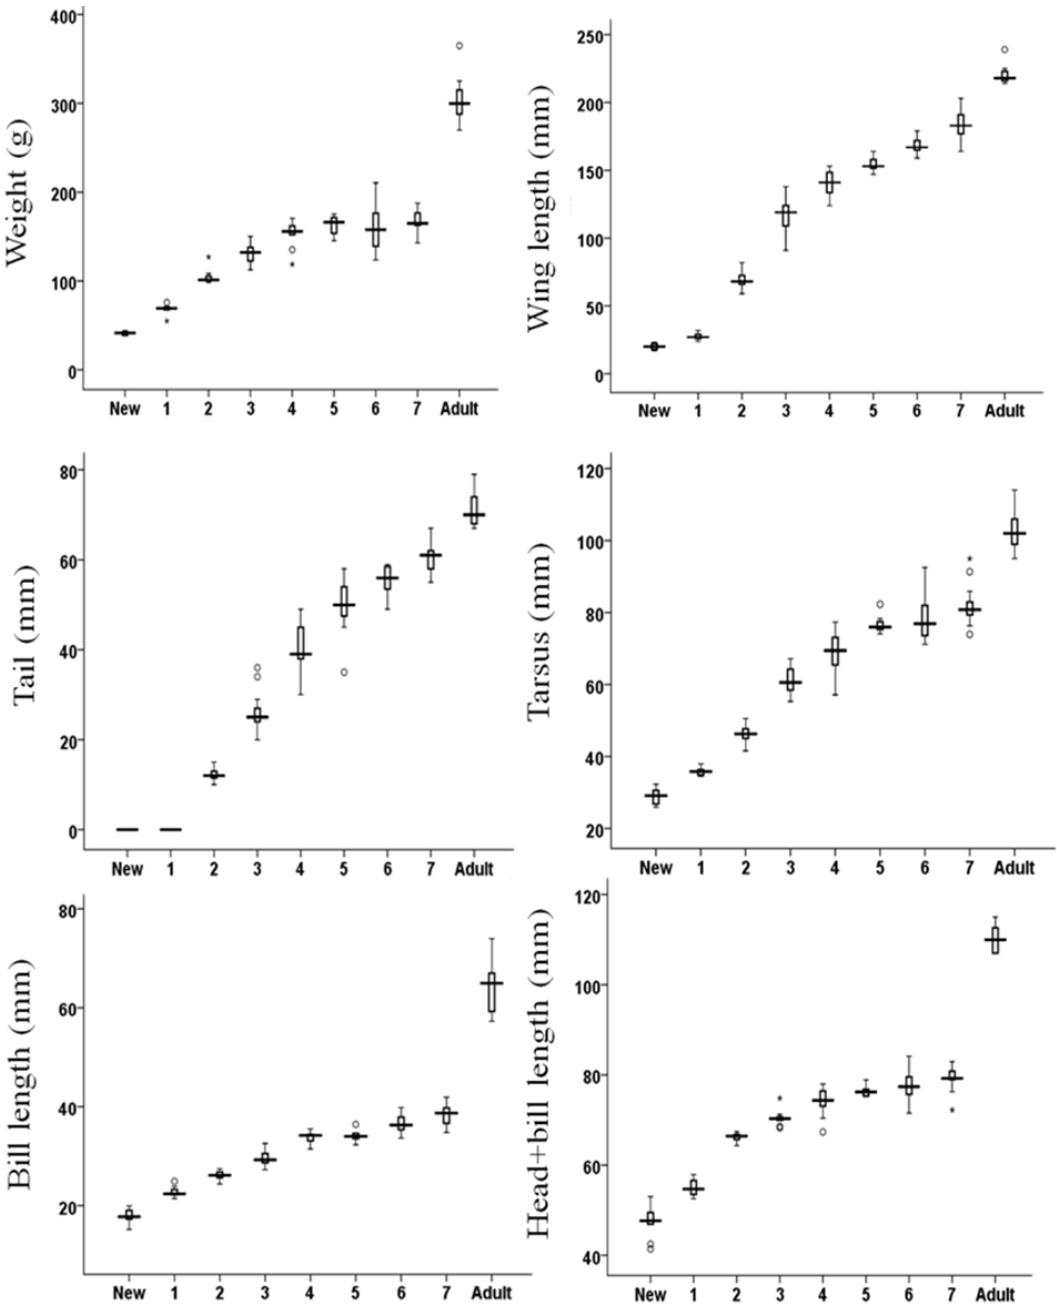 Weight (g)
400
300
200
100
0
New 1 2 3 4 5 6 7 Adult
Wing length (mm)
250
200
150
100
50
0
New 1 2 3 4 5 6 7 Adult
Tail (mm)
80
60
40
20
0
New 1 2 3 4 5 6 7 Adult
Tarsus (mm)
120
100
80
60
40
20
New 1 2 3 4 5 6 7 Adult
Bill length (mm)
80
60
40
20
New 1 2 3 4 5 6 7 Adult
Head+bill length (mm)
120
100
80
60
40
New 1 2 3 4 5 6 7 Adult